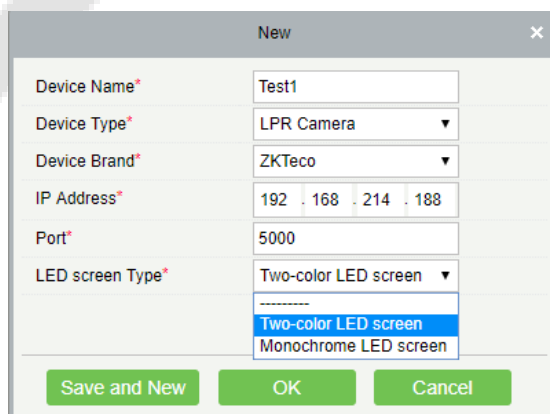 New ×
Device Name* Test1
Device Type* LPR Camera ▼
Device Brand* ZKTeco ▼
IP Address* 192 . 168 . 214 . 188
Port* 5000
LED screen Type* Two-color LED screen ▼
---------
Two-color LED screen
Monochrome LED screen
Save and New OK Cancel